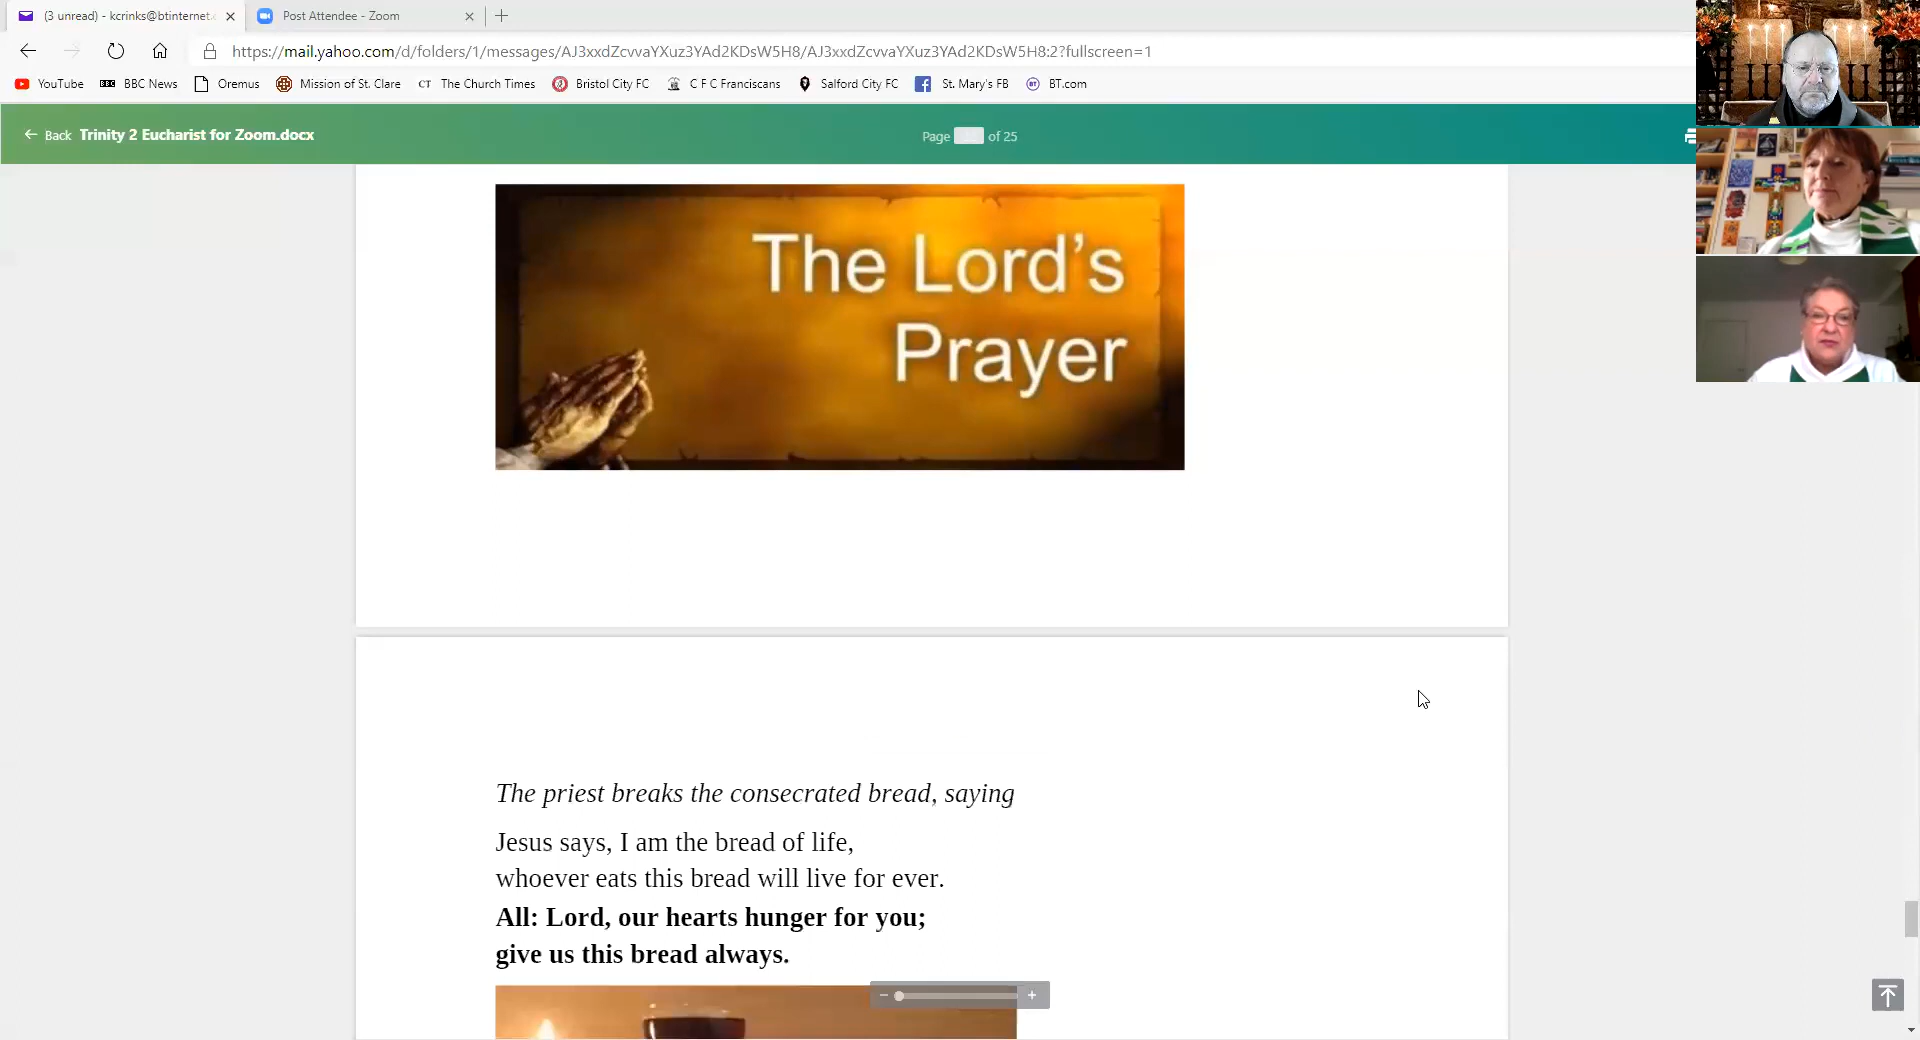 (3 unread) - kcrinks@btinternet.c
Post Attendee - Zoom
https://mail.yahoo.com/d/folders/1/messages/AJ3xxdZcvvaYXuz3YAd2KDsW5H8/AJ3xxdZcvvaYXuz3YAd2KDsW5H8:2?fullscreen=1
YouTube BBC News Oremus Mission of St. Clare CT The Church Times Bristol City FC C F C Franciscans Salford City FC St. Mary's FB BT.com
Back Trinity 2 Eucharist for Zoom.docx
Page of 25
The Lord's
Prayer
The priest breaks the consecrated bread, saying
Jesus says, I am the bread of life,
whoever eats this bread will live for ever.
All: Lord, our hearts hunger for you;
give us this bread always.